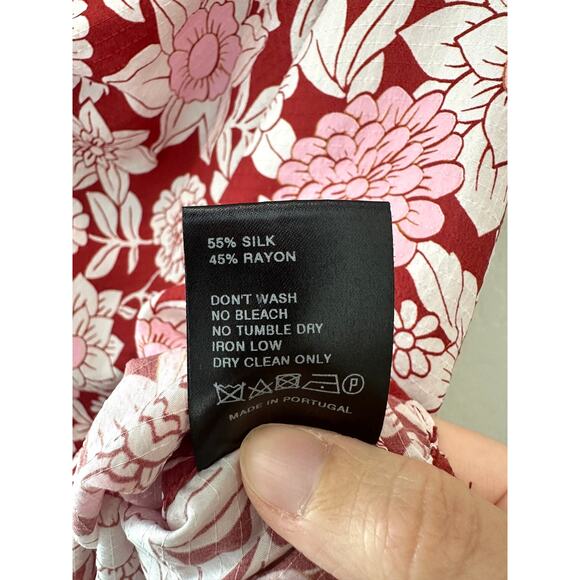 55% SILK
45% RAYON
DON'T WASH
NO BLEACH
NO TUMBLE DRY
IRON LOW
DRY CLEAN ONLY
P
MADE IN PORTUGAL